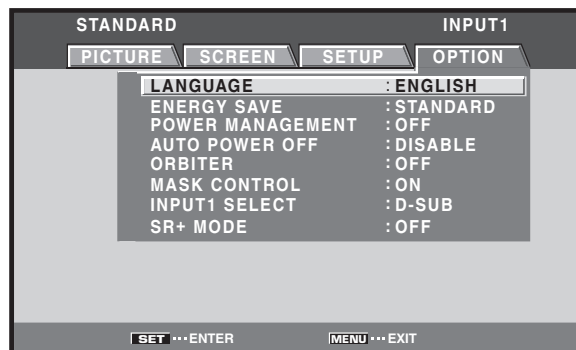 STANDARD INPUT1
PICTURE SCREEN SETUP OPTION
LANGUAGE : ENGLISH
ENERGY SAVE : STANDARD
POWER MANAGEMENT : OFF
AUTO POWER OFF : DISABLE
ORBITER : OFF
MASK CONTROL : ON
INPUT1 SELECT : D-SUB
SR+ MODE : OFF
SET ··· ENTER MENU ··· EXIT